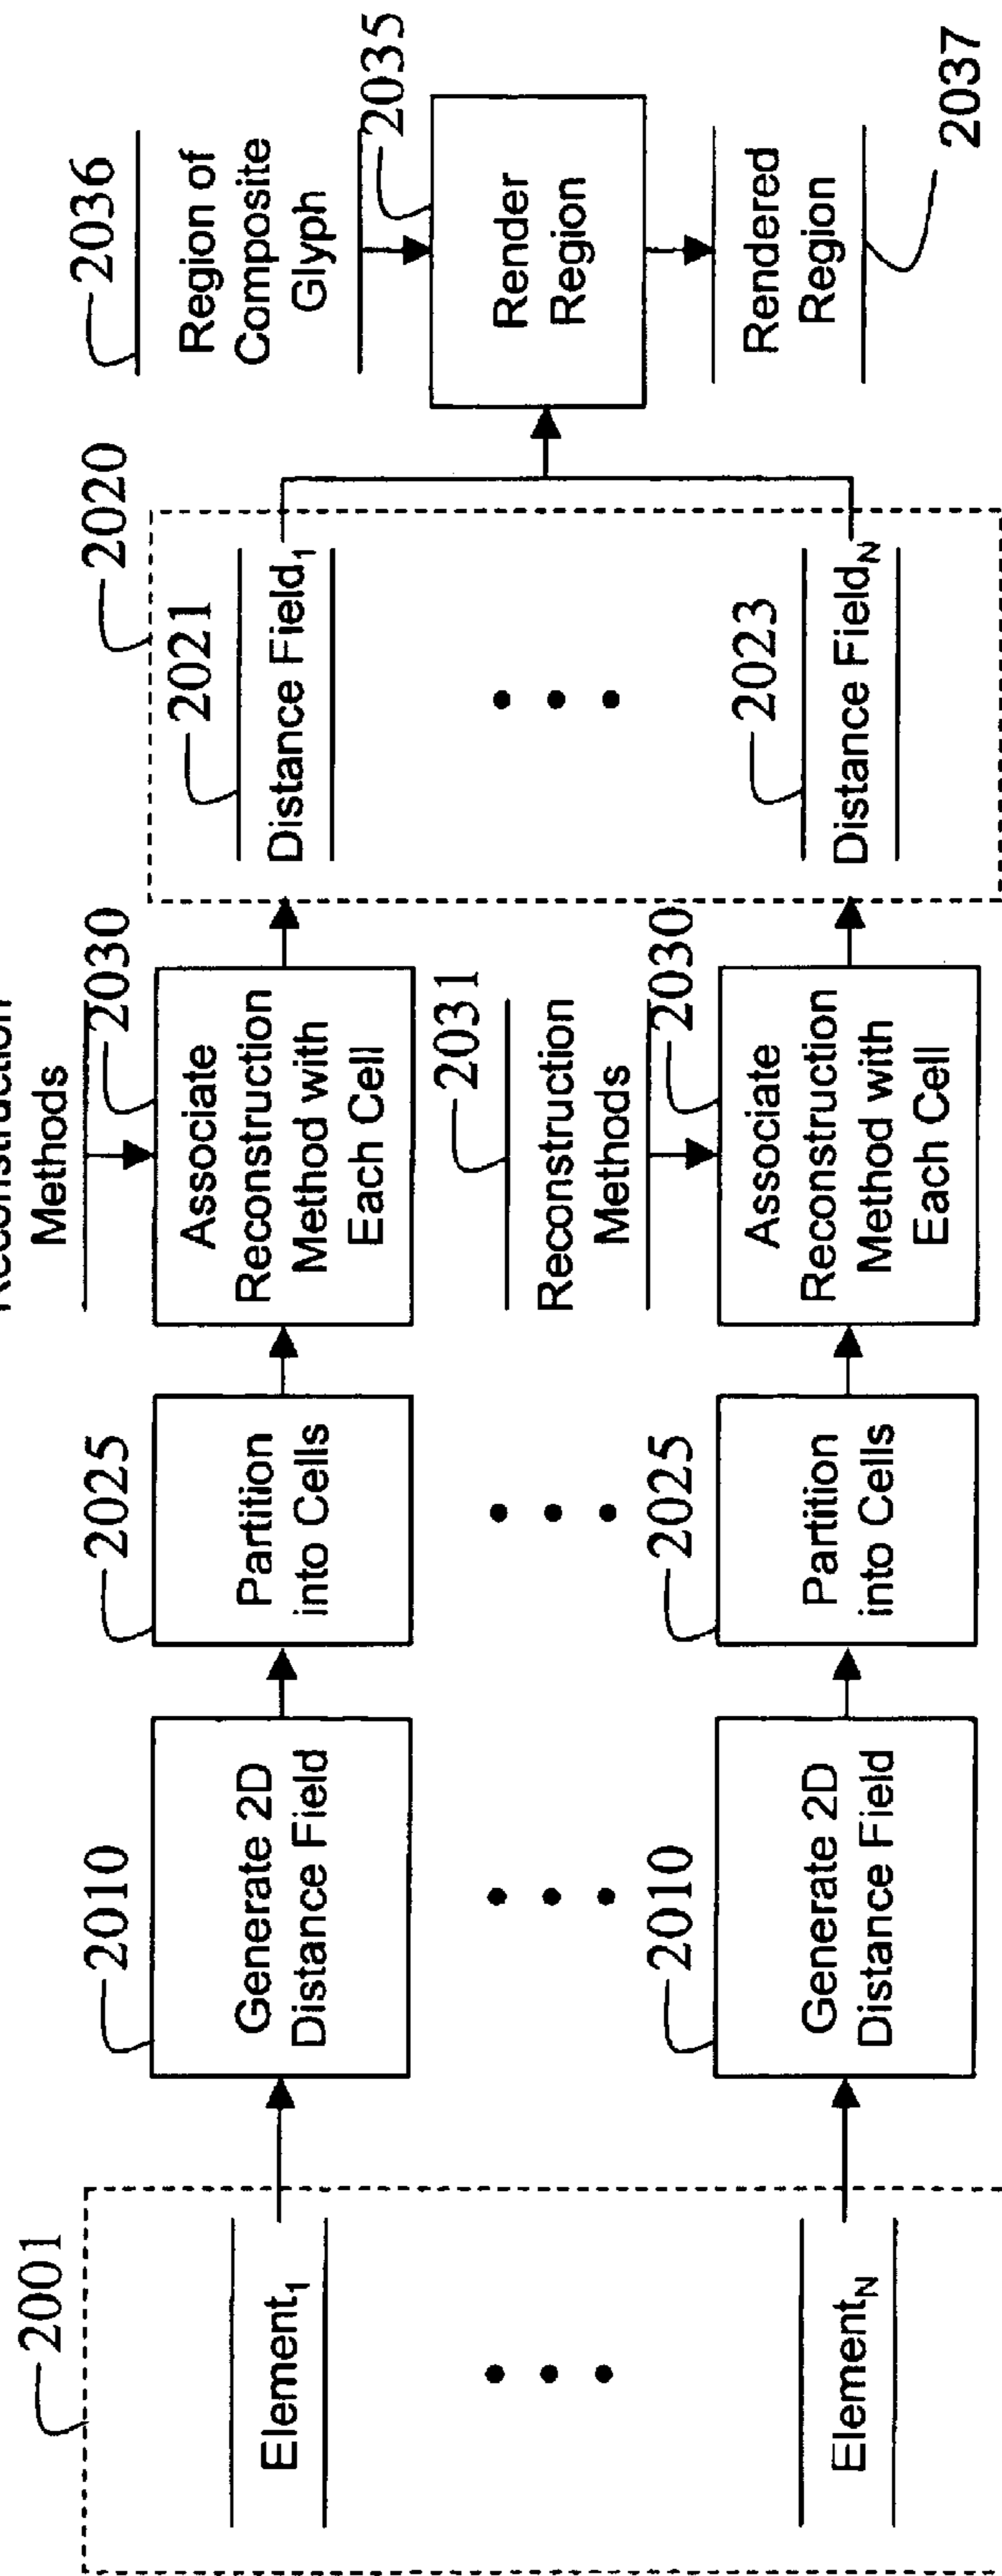 2001
Element1
Element N
2010
Generate 2D
Distance Field
2010
Generate 2D
Distance Field
2025
Partition
into Cells
2025
Partition
into Cells
Methods
2030
Associate
Reconstruction
Method with
Each Cell
2031
Reconstruction
Methods
2030
Associate
Reconstruction
Method with
Each Cell
2020
2021
Distance Field1
2023
Distance Field N
2036
Region of
Composite
Glyph
2035
Render
Region
Rendered
Region
2037